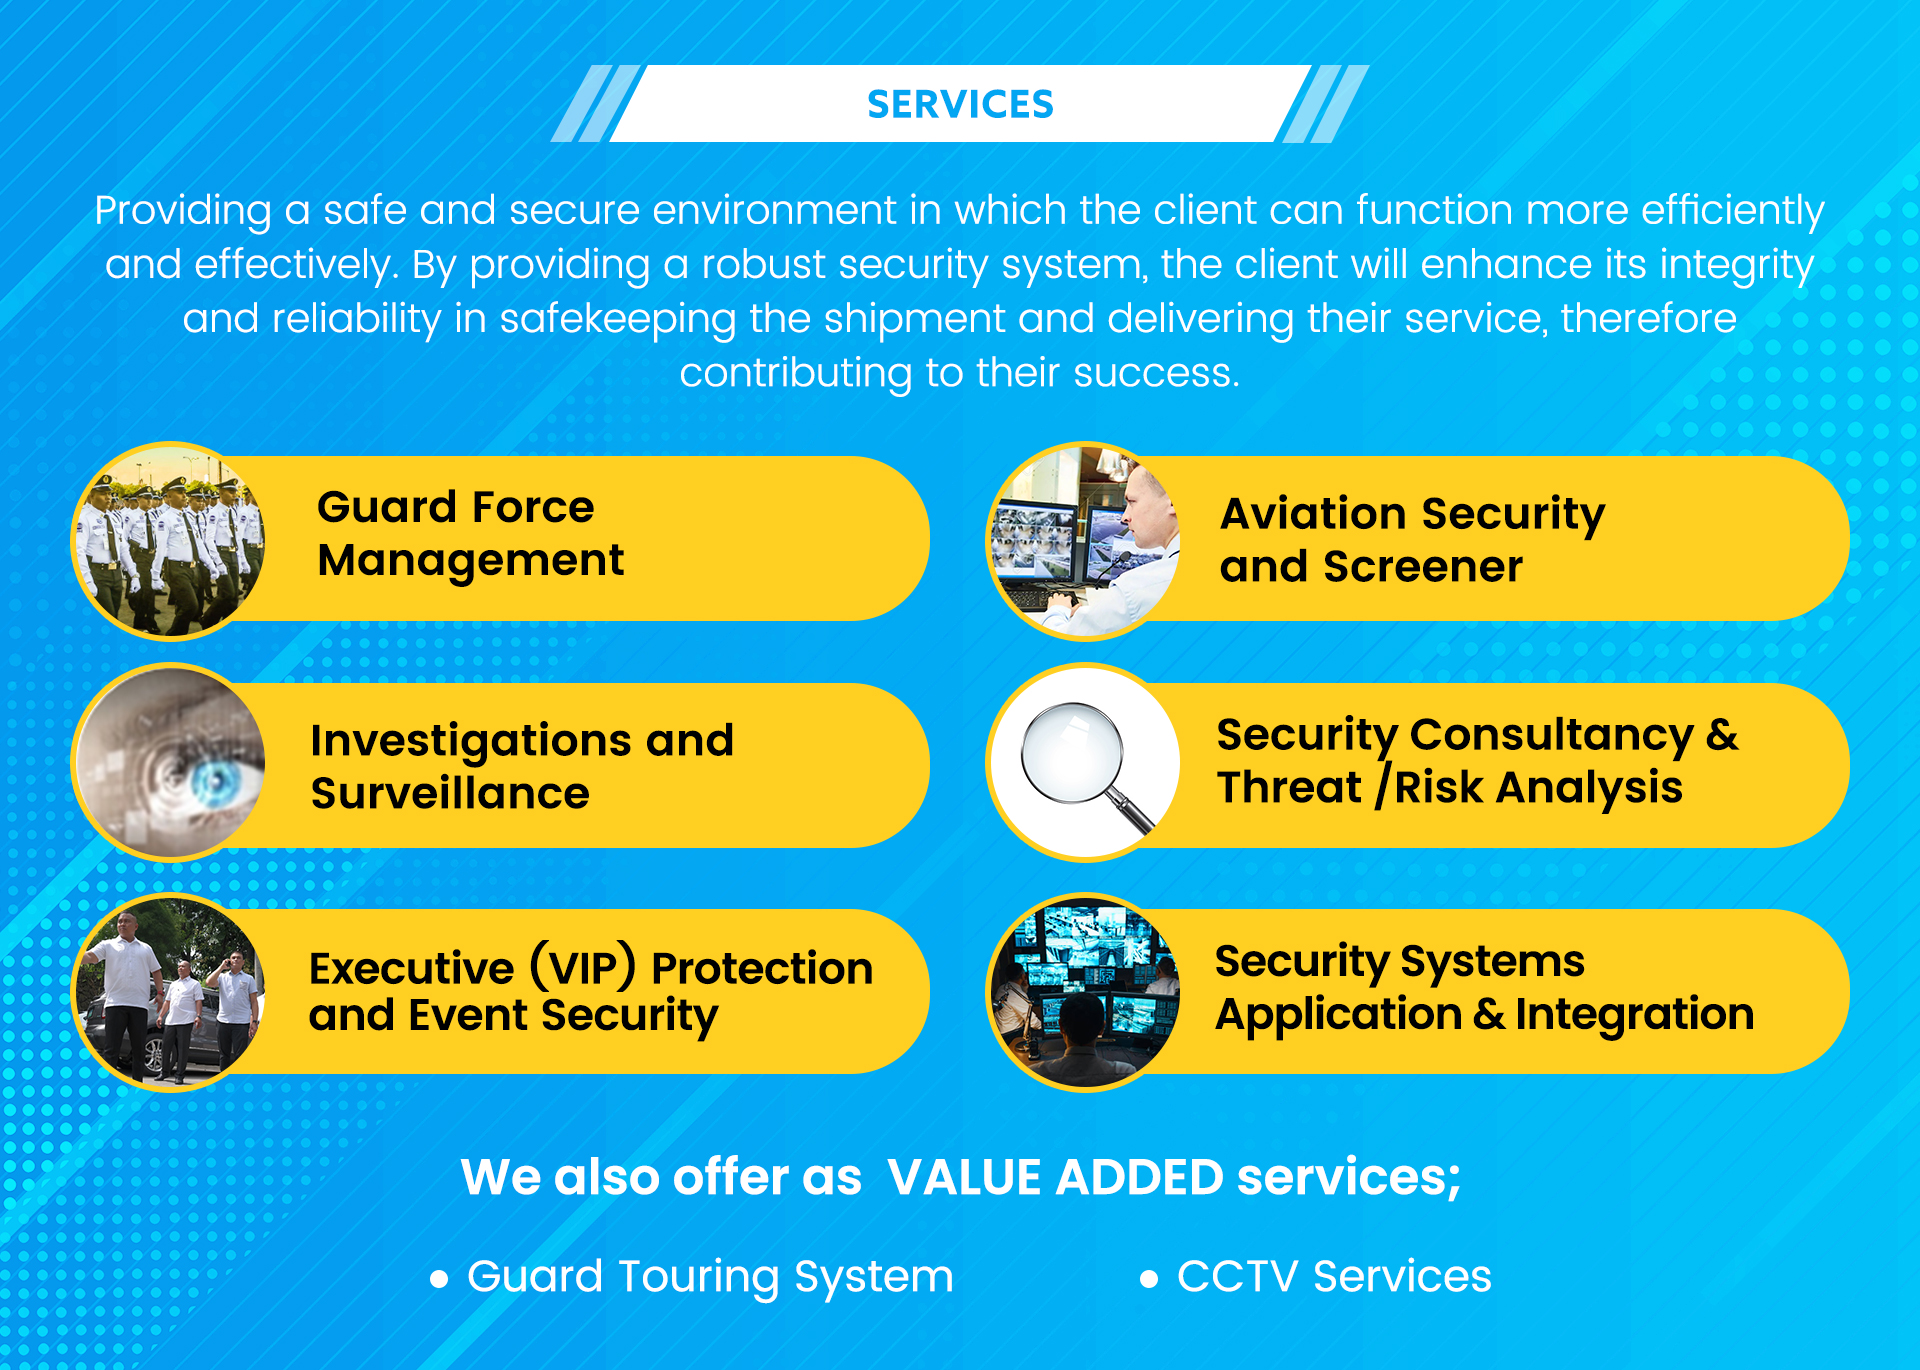 SERVICES
Providing a safe and secure environment in which the client can function more efficiently
and effectively. By providing a robust security system, the client will enhance its integrity
and reliability in safekeeping the shipment and delivering their service, therefore
contributing to their success.
Guard Force
Management
Aviation Security
and Screener
Investigations and
Surveillance
Security Consultancy &
Threat /Risk Analysis
Executive (VIP) Protection
and Event Security
Security Systems
Application & Integration
We also offer as  VALUE ADDED services;
• Guard Touring System
• CCTV Services